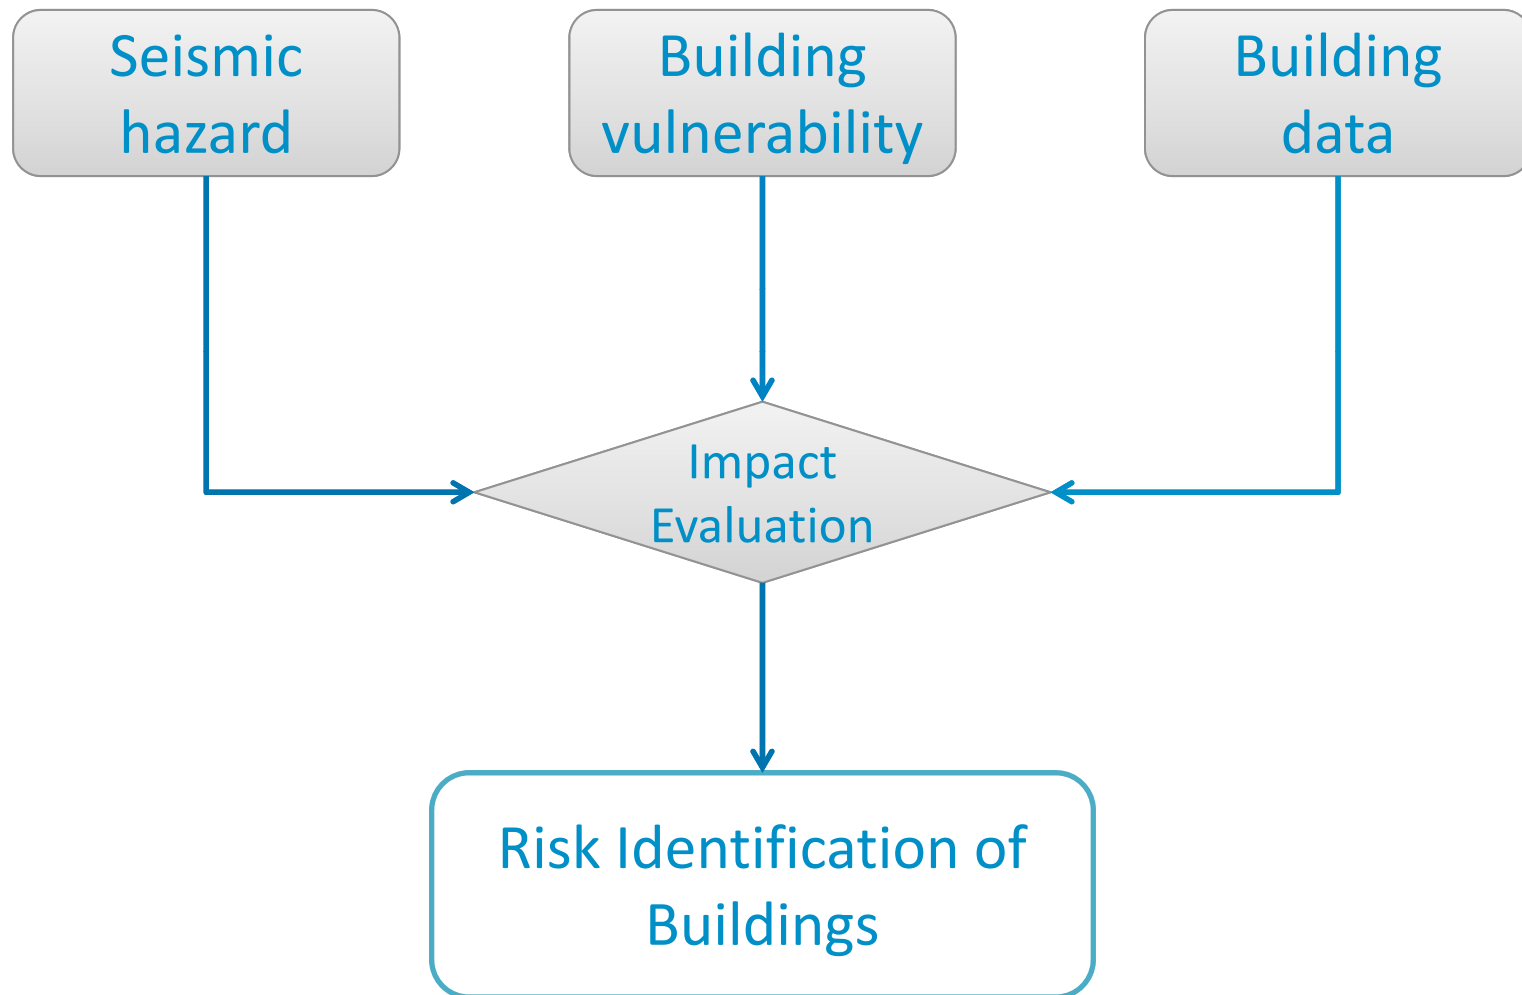 Seismic
hazard
Building
vulnerability
Building
data
Impact
Evaluation
Risk Identification of
Buildings